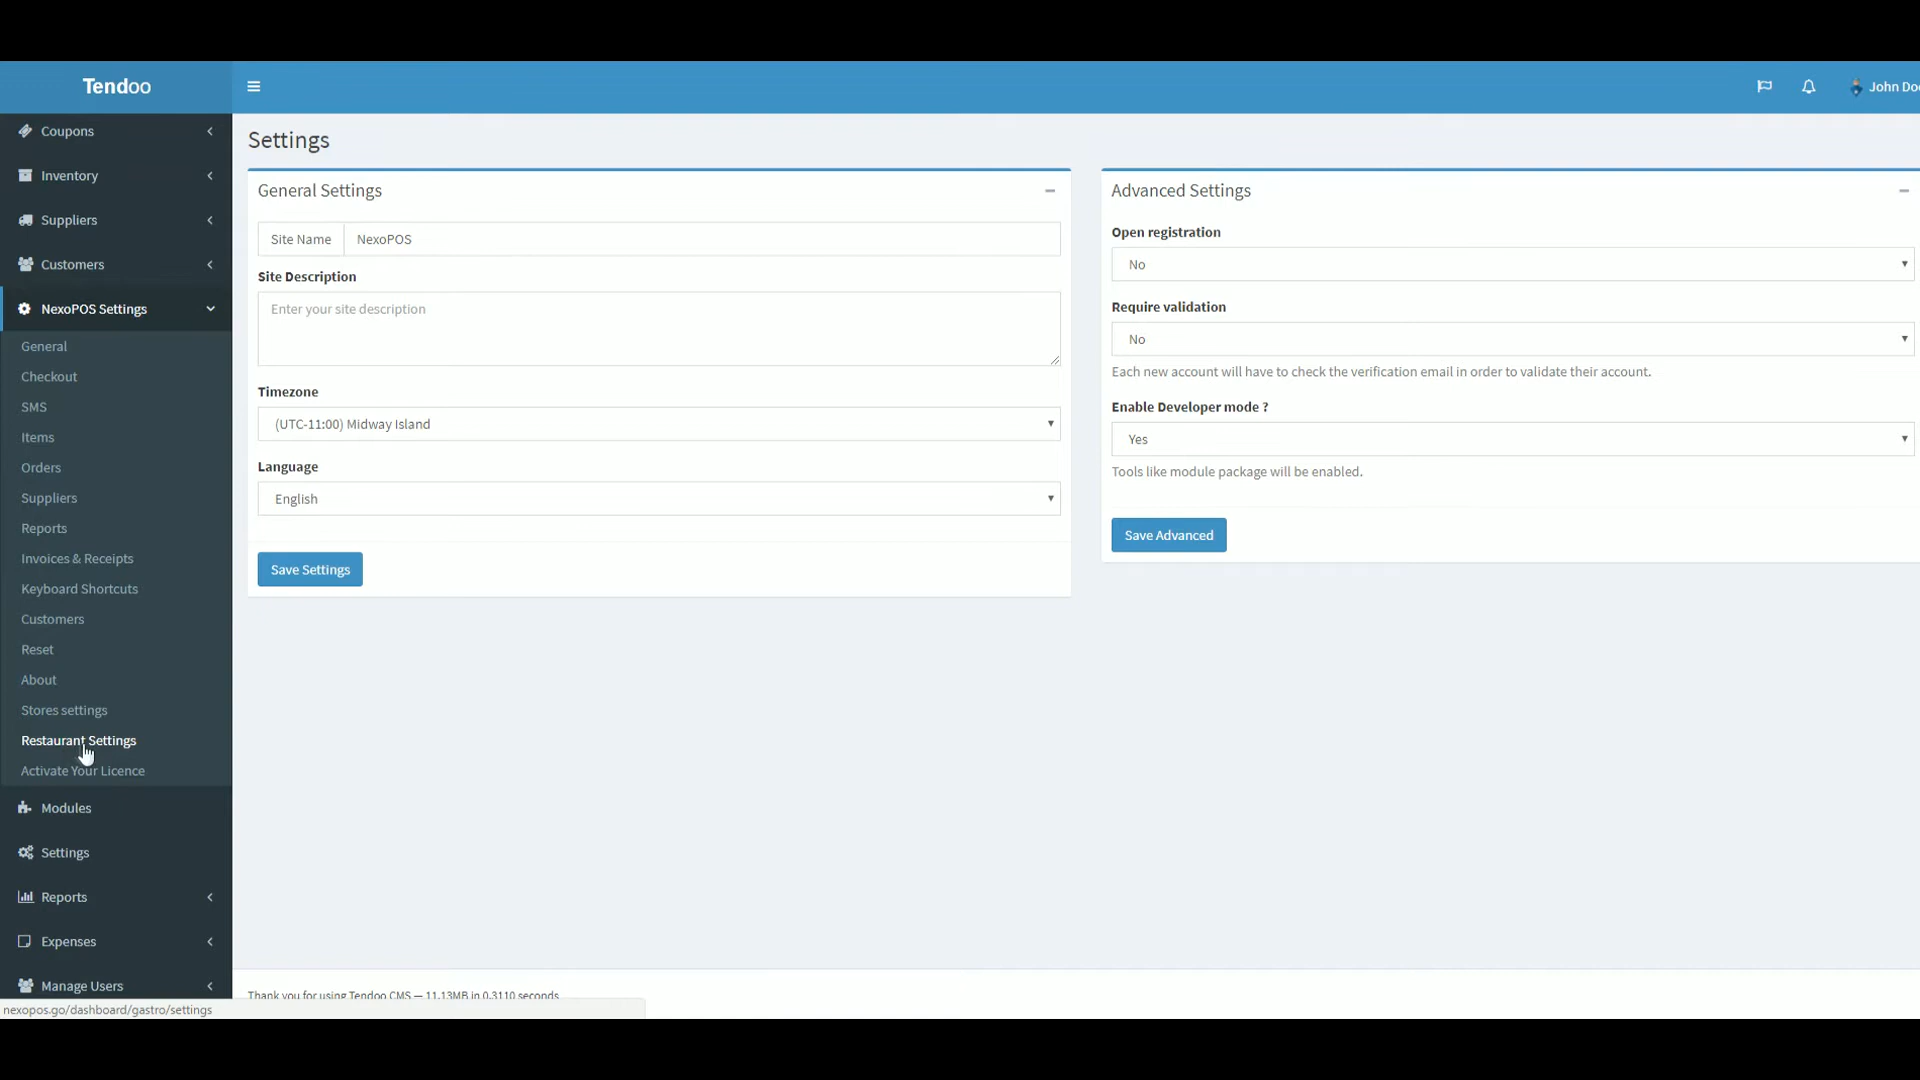 Tendoo
John Doe
Coupons
Inventory
Suppliers
Customers
NexoPOS Settings
General
Checkout
SMS
Items
Orders
Suppliers
Reports
Invoices & Receipts
Keyboard Shortcuts
Customers
Reset
About
Stores settings
Restaurant Settings
Activate Your Licence
Modules
Settings
Reports
Expenses
Manage Users
nexopos.go/dashboard/gastro/settings
Settings
General Settings
Site Name NexoPOS
Site Description
Enter your site description
Timezone
(UTC-11:00) Midway Island
Language
English
Save Settings
Advanced Settings
Open registration
No
Require validation
No
Each new account will have to check the verification email in order to validate their account.
Enable Developer mode ?
Yes
Tools like module package will be enabled.
Save Advanced
Thank you for using Tendoo CMS — 11.13MB in 0.3110 seconds